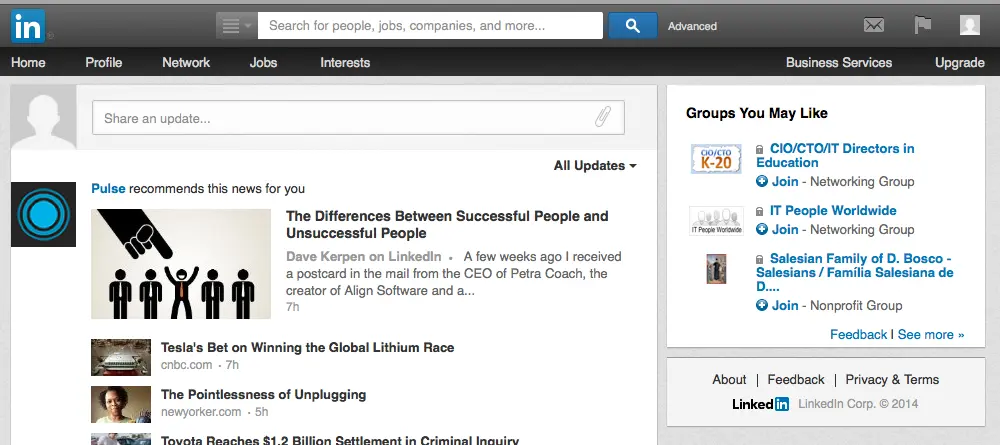 in
Search for people, jobs, companies, and more...
Advanced
Home Profile Network Jobs Interests
Business Services Upgrade
Share an update...
All Updates
Pulse recommends this news for you
The Differences Between Successful People and
Unsuccessful People
Dave Kerpen on LinkedIn • A few weeks ago I received
a postcard in the mail from the CEO of Petra Coach, the
creator of Align Software and a...
7h
Tesla's Bet on Winning the Global Lithium Race
cnbc.com • 7h
The Pointlessness of Unplugging
newyorker.com • 5h
Toyota Reaches $1.2 Billion Settlement in Criminal Inquiry
Groups You May Like
CIO/CTO
K-20
CIO/CTO/IT Directors in
Education
Join - Networking Group
IT People Worldwide
IT People Worldwide
Join - Networking Group
Salesian Family of D. Bosco -
Salesians / Família Salesiana de
D....
Join - Nonprofit Group
Feedback | See more »
About | Feedback | Privacy & Terms
Linked in LinkedIn Corp. © 2014